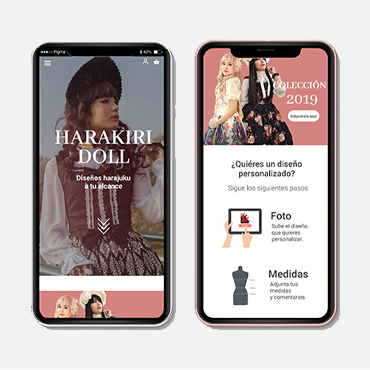 Figma
42%
HARAKIRI
DOLL
Diseños harajuku
a tu alcance
COLECCIÓN
2019
Adquiérela aquí
¿Quiéres un diseño
personalizado?
Sigue los siguientes pasos
Foto
Sube el diseño
que quieres
personalizar.
Medidas
Adjunta tus
medidas
y comentarios